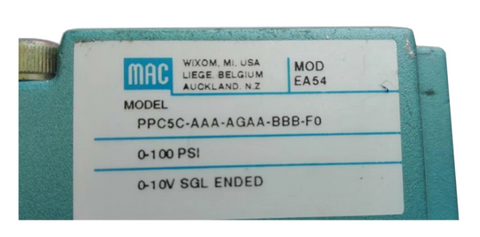 MAC
WIXOM, MI. USA
LIEGE. BELGIUM
AUCKLAND. N.Z
MOD
EA54
MODEL
PPC5C-AAA-AGAA-BBB-F0
0-100 PSI
0-10V SGL ENDED